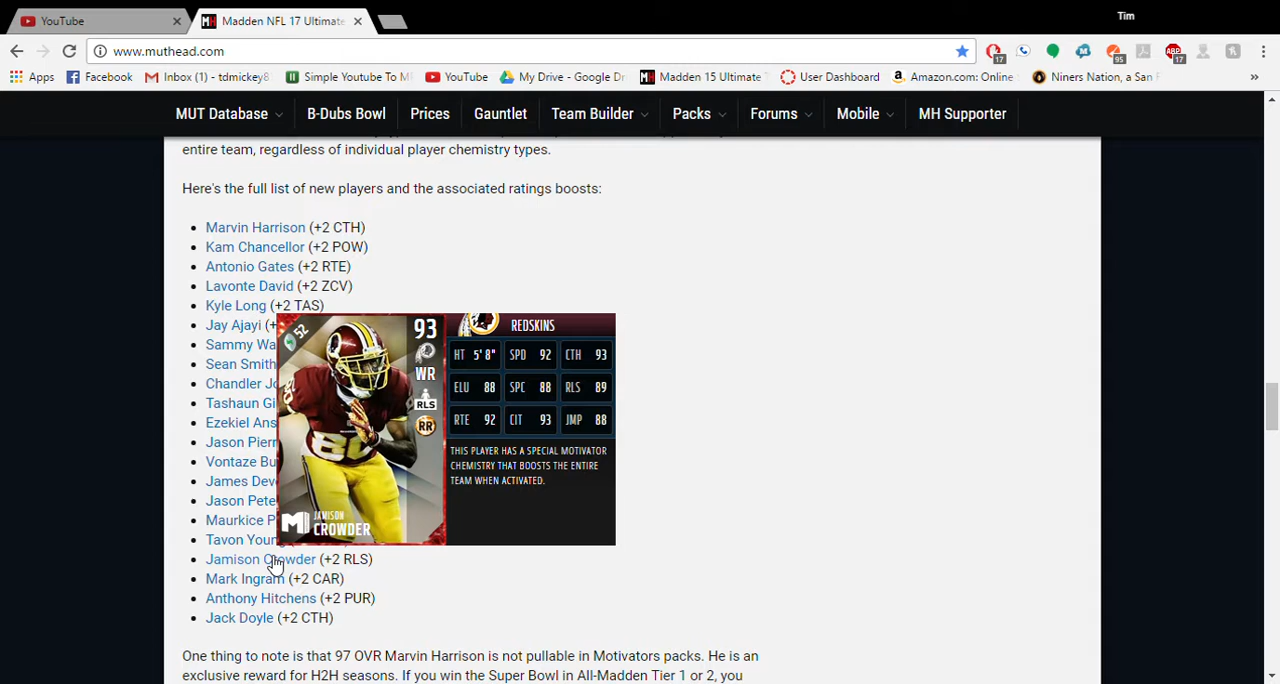 YouTube
Madden NFL 17 Ultimate
Tim
www.muthead.com
17
95
17
Apps
Facebook
Inbox (1) - tdmickey8
Simple Youtube To M
YouTube
My Drive - Google Dr
Madden 15 Ultimate
User Dashboard
Amazon.com: Online
Niners Nation, a San F
»
MUT Database
B-Dubs Bowl
Prices
Gauntlet
Team Builder
Packs
Forums
Mobile
MH Supporter
entire team, regardless of individual player chemistry types.
Here's the full list of new players and the associated ratings boosts:
Marvin Harrison (+2 CTH)
Kam Chancellor (+2 POW)
Antonio Gates (+2 RTE)
Lavonte David (+2 ZCV)
Kyle Long (+2 TAS)
Jay Ajayi (+
Sammy Wa
Sean Smith
Chandler Jo
Tashaun Gi
Ezekiel Ans
Jason Pierr
Vontaze Bu
James Deve
Jason Pete
Maurkice P
Tavon Young
52
93
WR
RLS
RR
JAMISON
CROWDER
REDSKINS
HT 5'8" SPD 92 CTH 93
ELU 88 SPC 88 RLS 89
RTE 92 CIT 93 JMP 88
THIS PLAYER HAS A SPECIAL MOTIVATOR
CHEMISTRY THAT BOOSTS THE ENTIRE
TEAM WHEN ACTIVATED.
Jamison Crowder (+2 RLS)
Mark Ingram (+2 CAR)
Anthony Hitchens (+2 PUR)
Jack Doyle (+2 CTH)
One thing to note is that 97 OVR Marvin Harrison is not pullable in Motivators packs. He is an
exclusive reward for H2H seasons. If you win the Super Bowl in All-Madden Tier 1 or 2, you